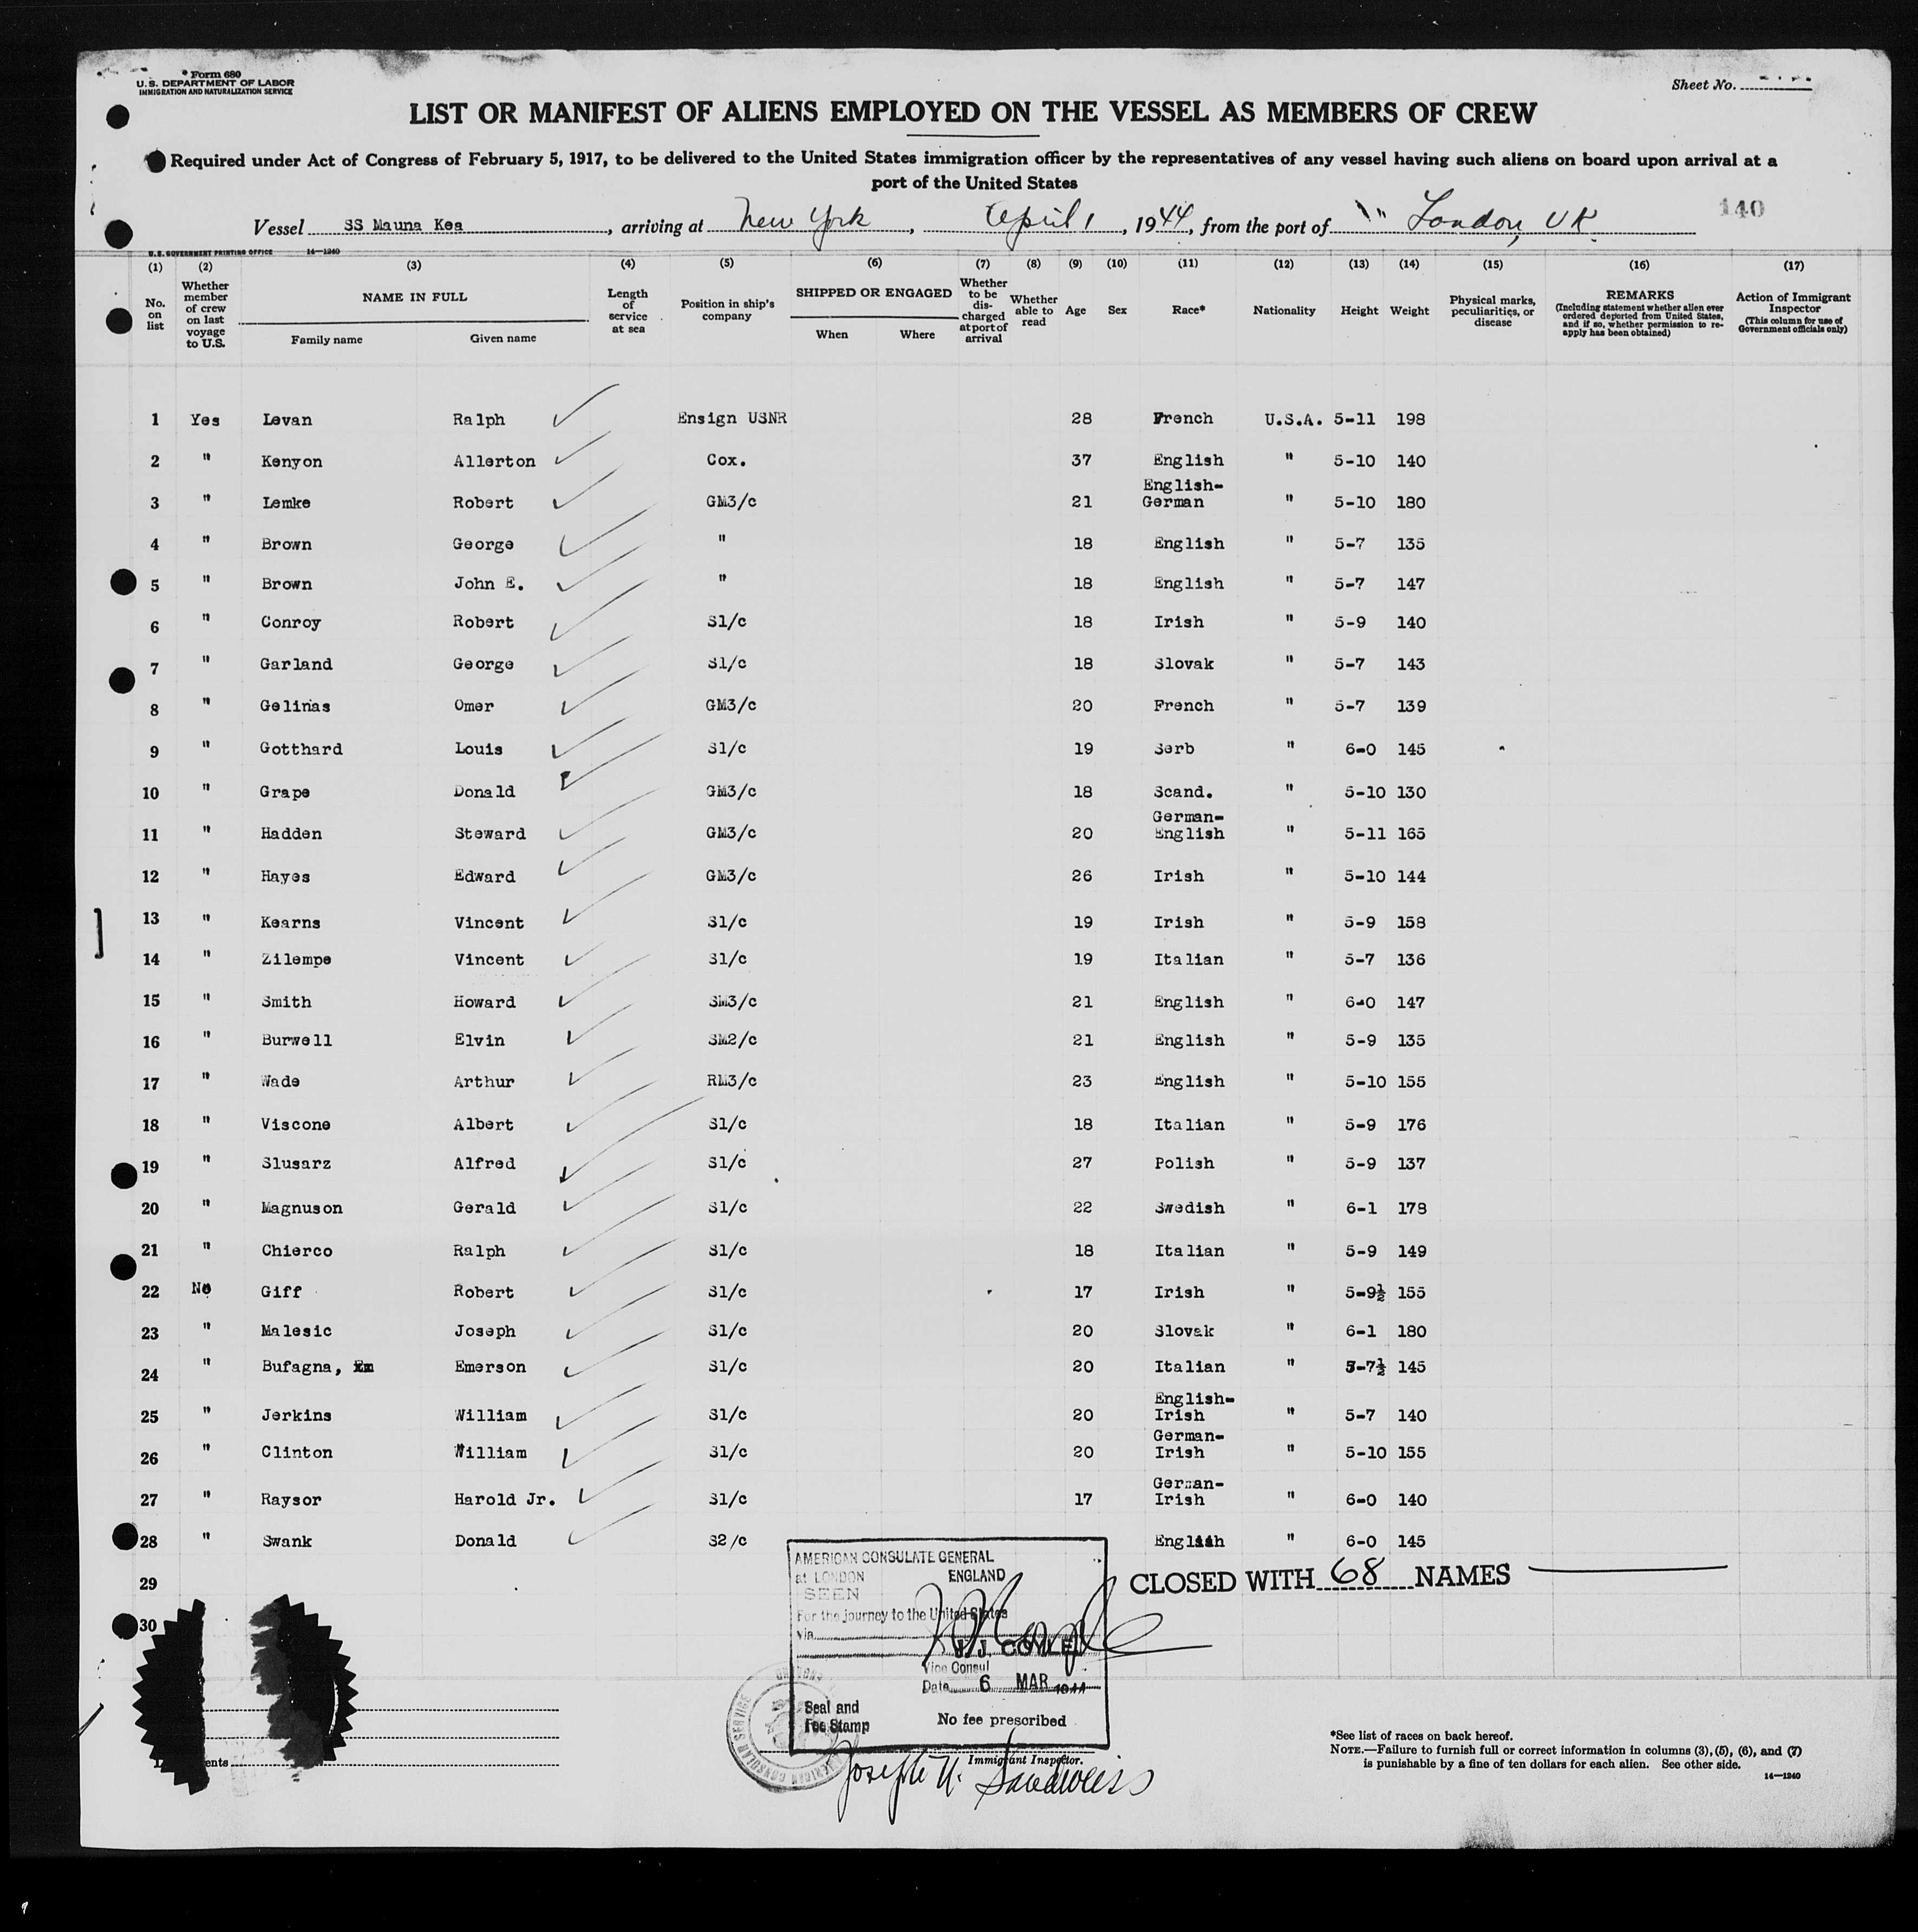 Form 680
U.S. DEPARTMENT OF LABOR
IMMIGRATION AND NATURALIZATION SERVICE
Sheet No.
LIST OR MANIFEST OF ALIENS EMPLOYED ON THE VESSEL AS MEMBERS OF CREW
Required under Act of Congress of February 5, 1917, to be delivered to the United States immigration officer by the representatives of any vessel having such aliens on board upon arrival at a
port of the United States
140
Vessel SS Mauna Kea, arriving at New York, April 1, 1944, from the port of London, UK
U.S. GOVERNMENT PRINTING OFFICE 14—1240
(1) (2) (3) (4) (5) (6) (7) (8) (9) (10) (11) (12) (13) (14) (15) (16) (17)
No. on list
Whether member of crew on last voyage to U.S.
NAME IN FULL
Family name Given name
Length of service at sea
Position in ship's company
SHIPPED OR ENGAGED
When Where
Whether to be discharged at port of arrival
Whether able to read
Age
Sex
Race*
Nationality
Height
Weight
Physical marks, peculiarities, or disease
REMARKS
(Including statement whether alien ever ordered deported from United States, and if so, whether permission to reapply has been obtained)
Action of Immigrant Inspector
(This column for use of Government officials only)
1 Yes Levan Ralph Ensign USNR 28 French U.S.A. 5-11 198
2 " Kenyon Allerton Cox. 37 English " 5-10 140
3 " Lemke Robert GM3/c 21 English-German " 5-10 180
4 " Brown George " 18 English " 5-7 135
5 " Brown John E. " 18 English " 5-7 147
6 " Conroy Robert S1/c 18 Irish " 5-9 140
7 " Garland George S1/c 18 Slovak " 5-7 143
8 " Gelinas Omer GM3/c 20 French " 5-7 139
9 " Gotthard Louis S1/c 19 Serb " 6-0 145
10 " Grape Donald GM3/c 18 Scand. " 5-10 130
11 " Hadden Steward GM3/c 20 German-English " 5-11 165
12 " Hayes Edward GM3/c 26 Irish " 5-10 144
13 " Kearns Vincent S1/c 19 Irish " 5-9 158
14 " Zilempe Vincent S1/c 19 Italian " 5-7 136
15 " Smith Howard SM3/c 21 English " 6-0 147
16 " Burwell Elvin SM2/c 21 English " 5-9 135
17 " Wade Arthur RM3/c 23 English " 5-10 155
18 " Viscone Albert S1/c 18 Italian " 5-9 176
19 " Slusarz Alfred S1/c 27 Polish " 5-9 137
20 " Magnuson Gerald S1/c 22 Swedish " 6-1 178
21 " Chierco Ralph S1/c 18 Italian " 5-9 149
22 No Giff Robert S1/c 17 Irish " 5-9½ 155
23 " Malesic Joseph S1/c 20 Slovak " 6-1 180
24 " Bufagna, Em Emerson S1/c 20 Italian " 5-7½ 145
25 " Jerkins William S1/c 20 English-Irish " 5-7 140
26 " Clinton William S1/c 20 German-Irish " 5-10 155
27 " Raysor Harold Jr. S1/c 17 German-Irish " 6-0 140
28 " Swank Donald S2/c English " 6-0 145
29
30
CLOSED WITH 68 NAMES
AMERICAN CONSULATE GENERAL
at LONDON ENGLAND
SEEN
For the journey to the United States
via
J. J. COYLE
Vice Consul
Date 6 MAR 1944
Seal and
Fee Stamp No fee prescribed
AMERICAN CONSULAR SERVICE
Immigrant Inspector.
Joseph H. Sandweiss
ents
*See list of races on back hereof.
NOTE.—Failure to furnish full or correct information in columns (3), (5), (6), and (7)
is punishable by a fine of ten dollars for each alien. See other side.
14—1240